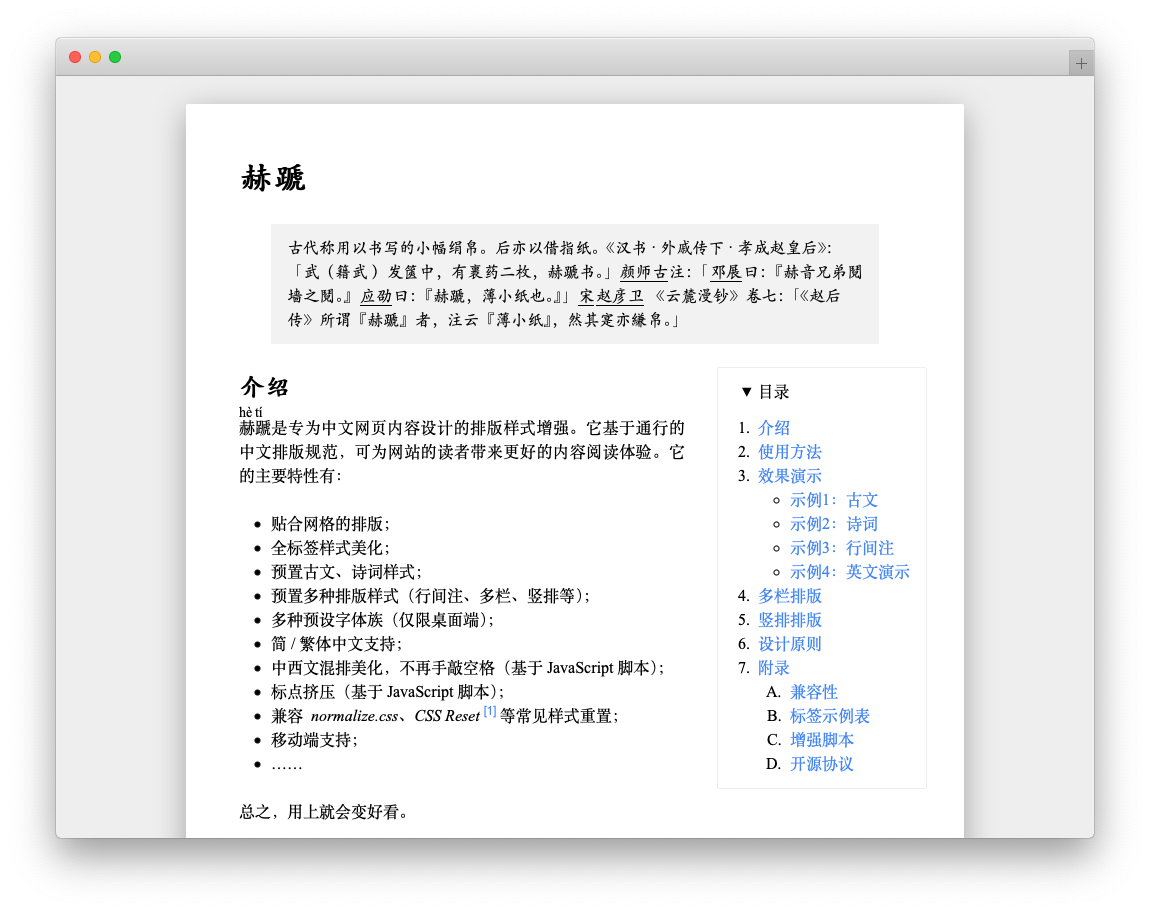 赫蹏
古代称用以书写的小幅绢帛。后亦以借指纸。《汉书·外戚传下·孝成赵皇后》：
「武（籍武）发箧中，有裹药二枚，赫蹏书。」颜师古注：「邓展曰：『赫音兄弟阋
墙之阋。』应劭曰：『赫蹏，薄小纸也。』」宋赵彦卫《云麓漫钞》卷七：「《赵后
传》所谓『赫蹏』者，注云『薄小纸』，然其寔亦縑帛。」
介绍
hè tí
赫蹏是专为中文网页内容设计的排版样式增强。它基于通行的
中文排版规范，可为网站的读者带来更好的内容阅读体验。它
的主要特性有：
贴合网格的排版；
全标签样式美化；
预置古文、诗词样式；
预置多种排版样式（行间注、多栏、竖排等）；
多种预设字体族（仅限桌面端）；
简 / 繁体中文支持；
中西文混排美化，不再手敲空格（基于 JavaScript 脚本）；
标点挤压（基于 JavaScript 脚本）；
兼容 normalize.css、CSS Reset [1] 等常见样式重置；
移动端支持；
……
总之，用上就会变好看。
▼ 目录
1. 介绍
2. 使用方法
3. 效果演示
示例1：古文
示例2：诗词
示例3：行间注
示例4：英文演示
4. 多栏排版
5. 竖排排版
6. 设计原则
7. 附录
A. 兼容性
B. 标签示例表
C. 增强脚本
D. 开源协议